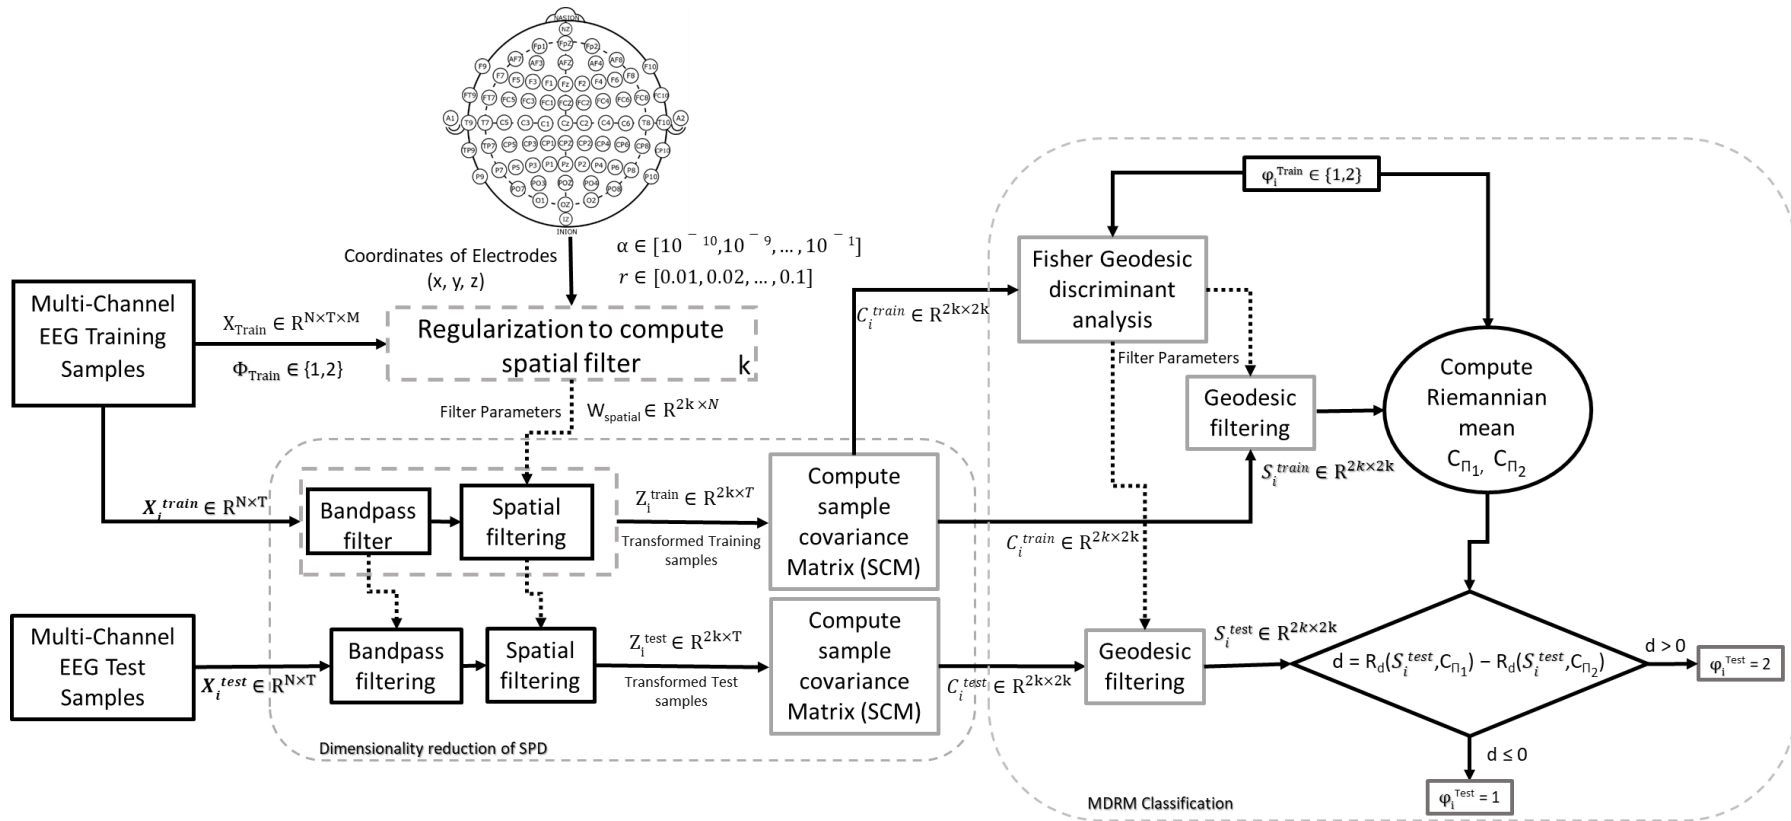 NASION
NZ
Fp1 FpZ Fp2
AF7 AF3 AFZ AF4 AF8
F9 F7 F5 F3 F1 Fz F2 F4 F6 F8 F10
FT9 FT7 FC5 FC3 FC1 FCZ FC2 FC4 FC6 FC8 FC10
A1 T9 T7 C5 C3 C1 Cz C2 C4 C6 T8 T10 A2
TP9 TP7 CP5 CP3 CP1 CPZ CP2 CP4 CP6 CP8 CP10
P9 P7 P5 P3 P1 Pz P2 P4 P6 P8 P10
PO7 PO3 POZ PO4 PO8
O1 OZ O2
IZ
INION
Coordinates of Electrodes
(x, y, z)
α ∈ [10⁻¹⁰,10⁻⁹, … , 10⁻¹]
r ∈ [0.01, 0.02, … , 0.1]
Multi-Channel
EEG Training
Samples
X_Train ∈ R^N×T×M
Φ_Train ∈ {1,2}
Regularization to compute
spatial filter
k
Filter Parameters
W_spatial ∈ R^2k×N
X_i^train ∈ R^N×T
Bandpass
filter
Spatial
filtering
Z_i^train ∈ R^2k×T
Transformed Training
samples
Compute
sample
covariance
Matrix (SCM)
Multi-Channel
EEG Test
Samples
X_i^test ∈ R^N×T
Bandpass
filtering
Spatial
filtering
Z_i^test ∈ R^2k×T
Transformed Test
samples
Compute
sample
covariance
Matrix (SCM)
Dimensionality reduction of SPD
C_i^train ∈ R^2k×2k
φ_i^Train ∈ {1,2}
Fisher Geodesic
discriminant
analysis
Filter Parameters
Geodesic
filtering
Compute
Riemannian
mean
C_Π₁, C_Π₂
S_i^train ∈ R^2k×2k
C_i^train ∈ R^2k×2k
C_i^test ∈ R^2k×2k
Geodesic
filtering
S_i^test ∈ R^2k×2k
d = R_d(S_i^test,C_Π₁) − R_d(S_i^test,C_Π₂)
d > 0
φ_i^Test = 2
d ≤ 0
φ_i^Test = 1
MDRM Classification